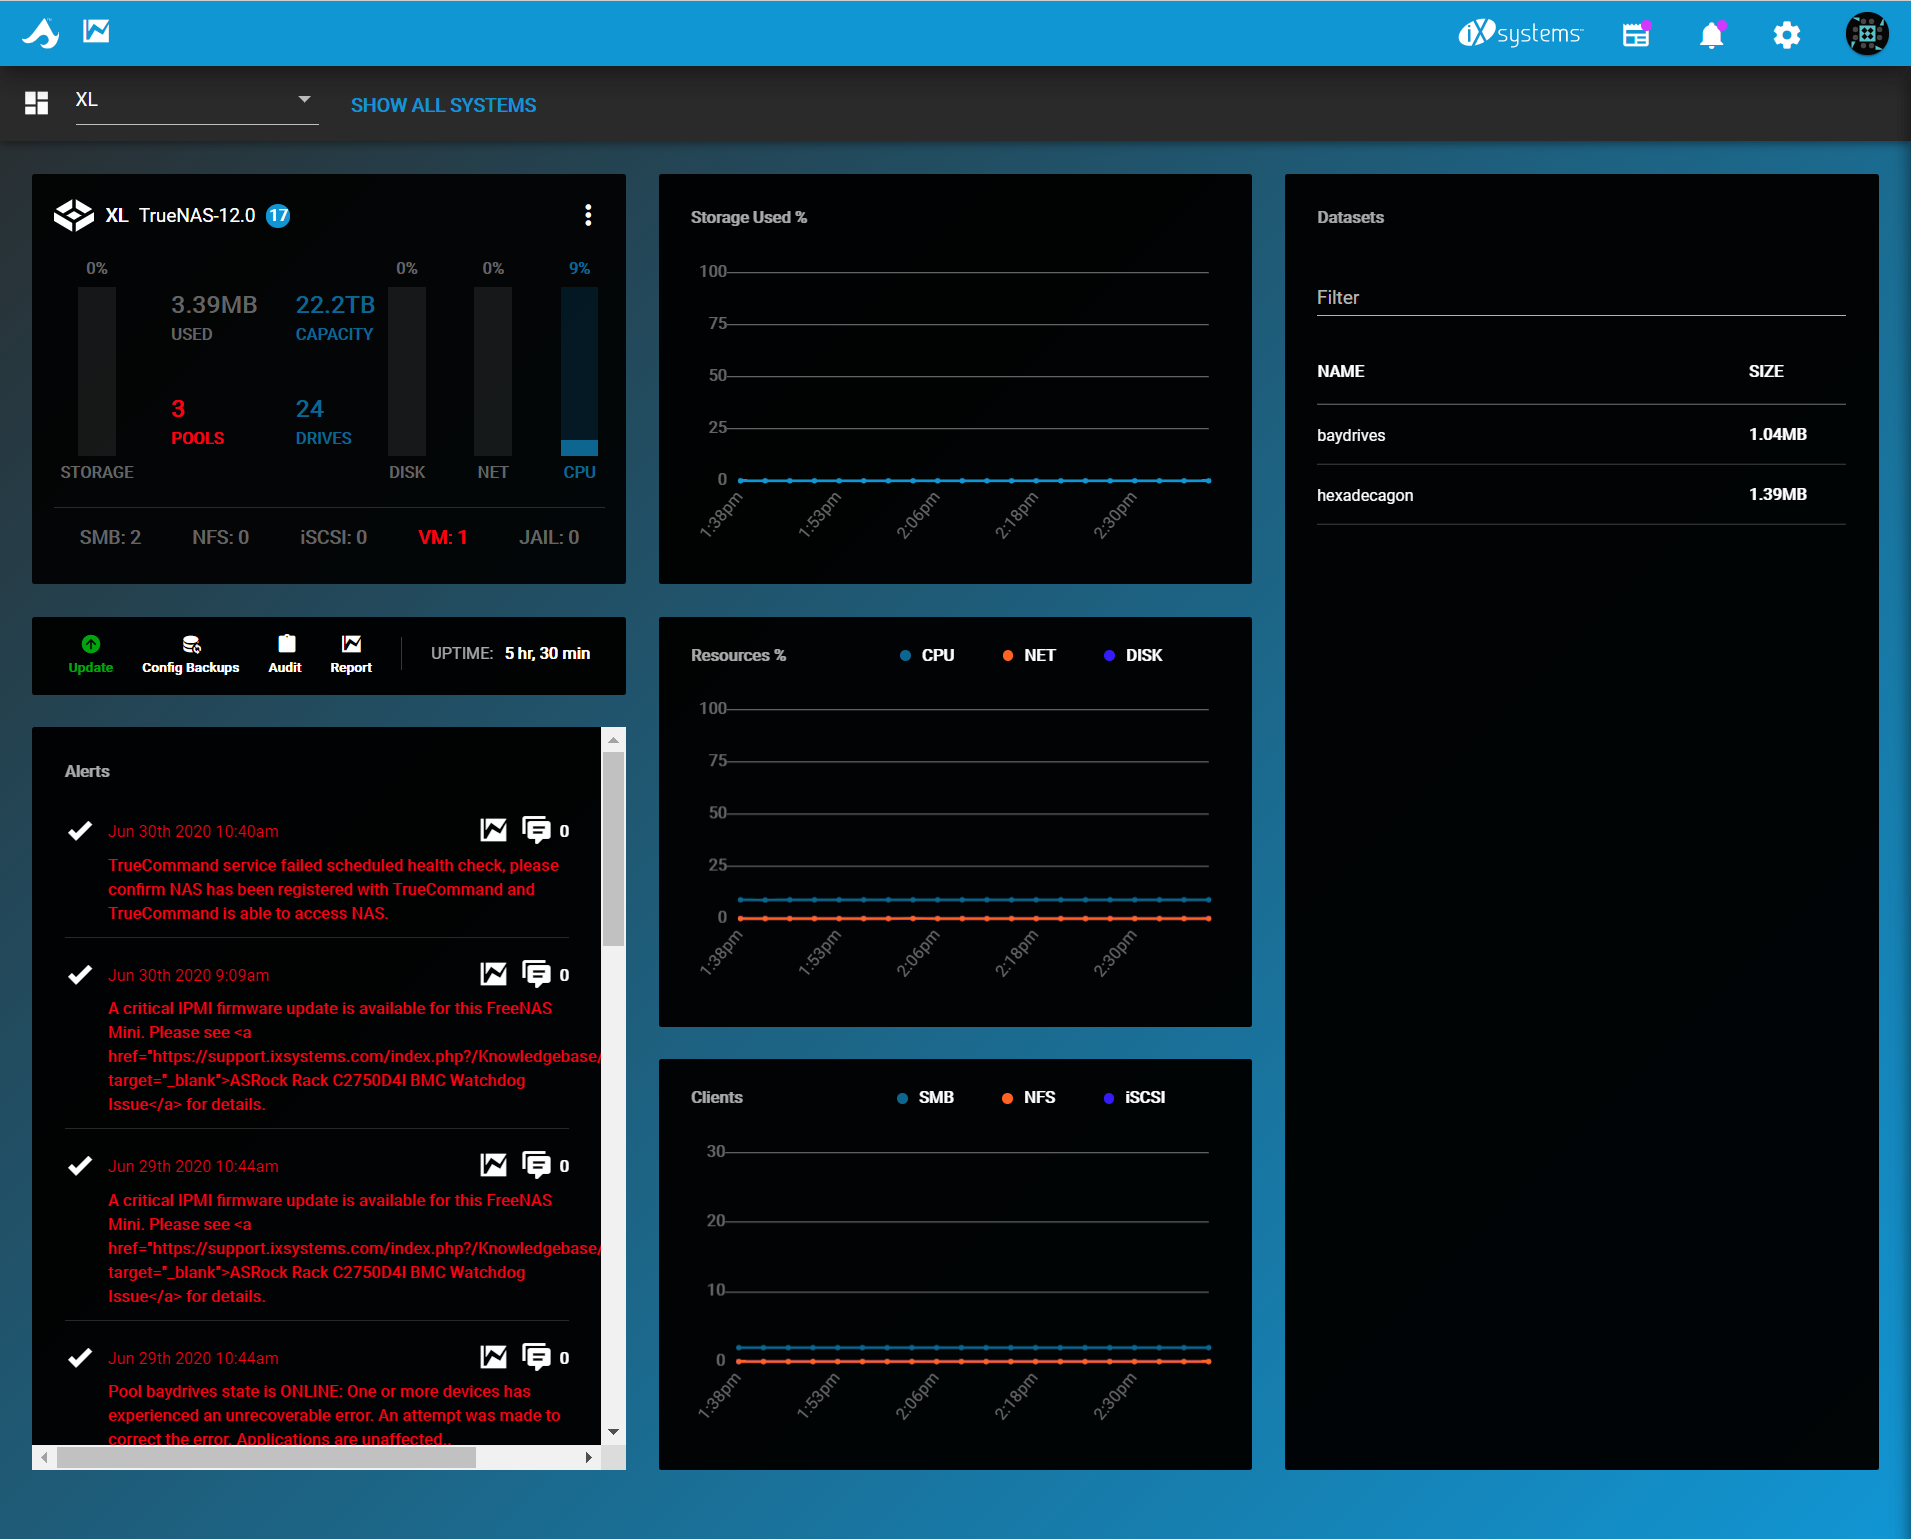 iXsystems
XL
SHOW ALL SYSTEMS
XL TrueNAS-12.0 17
0%
0%
0%
9%
3.39MB
USED
22.2TB
CAPACITY
3
POOLS
24
DRIVES
STORAGE
DISK
NET
CPU
SMB: 2
NFS: 0
iSCSI: 0
VM: 1
JAIL: 0
Update
Config Backups
Audit
Report
UPTIME: 5 hr, 30 min
Alerts
Jun 30th 2020 10:40am 0
TrueCommand service failed scheduled health check, please
confirm NAS has been registered with TrueCommand and
TrueCommand is able to access NAS.
Jun 30th 2020 9:09am 0
A critical IPMI firmware update is available for this FreeNAS
Mini. Please see <a
href="https://support.ixsystems.com/index.php?/Knowledgebase/
target="_blank">ASRock Rack C2750D4I BMC Watchdog
Issue</a> for details.
Jun 29th 2020 10:44am 0
A critical IPMI firmware update is available for this FreeNAS
Mini. Please see <a
href="https://support.ixsystems.com/index.php?/Knowledgebase/
target="_blank">ASRock Rack C2750D4I BMC Watchdog
Issue</a> for details.
Jun 29th 2020 10:44am 0
Pool baydrives state is ONLINE: One or more devices has
experienced an unrecoverable error. An attempt was made to
correct the error. Applications are unaffected..
Storage Used %
100
75
50
25
0
1:38pm
1:53pm
2:06pm
2:18pm
2:30pm
Resources %
CPU
NET
DISK
100
75
50
25
0
1:38pm
1:53pm
2:06pm
2:18pm
2:30pm
Clients
SMB
NFS
iSCSI
30
20
10
0
1:38pm
1:53pm
2:06pm
2:18pm
2:30pm
Datasets
Filter
NAME SIZE
baydrives 1.04MB
hexadecagon 1.39MB